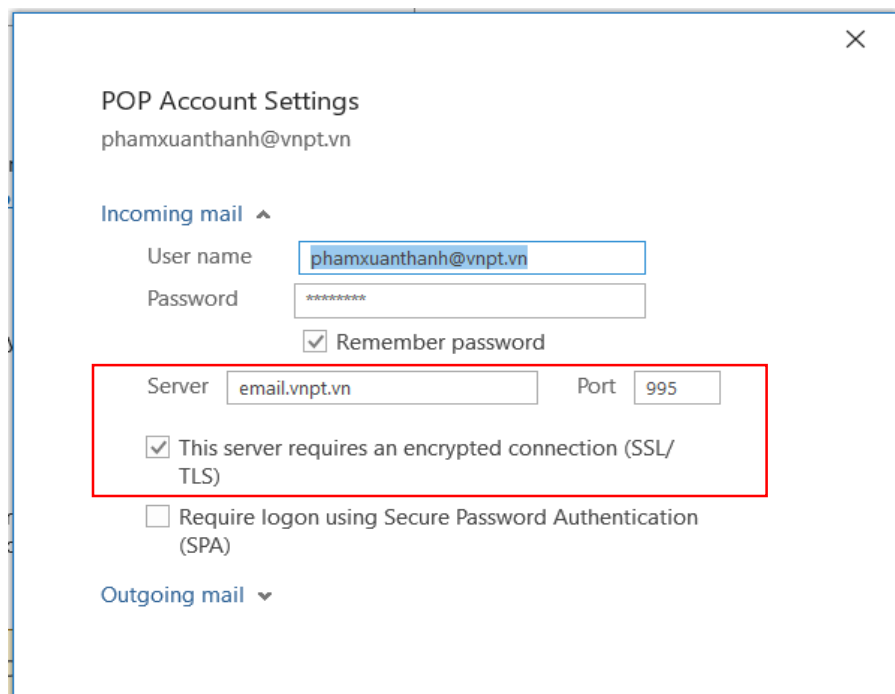 POP Account Settings
phamxuanthanh@vnpt.vn
Incoming mail
User name phamxuanthanh@vnpt.vn
Password ********
Remember password
Server email.vnpt.vn Port 995
This server requires an encrypted connection (SSL/
TLS)
Require logon using Secure Password Authentication
(SPA)
Outgoing mail